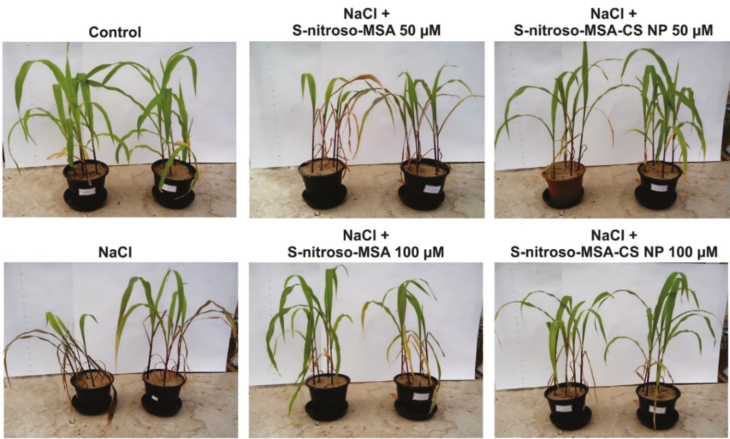 Control
NaCl +
S-nitroso-MSA 50 µM
NaCl +
S-nitroso-MSA-CS NP 50 µM
NaCl
NaCl +
S-nitroso-MSA 100 µM
NaCl +
S-nitroso-MSA-CS NP 100 µM